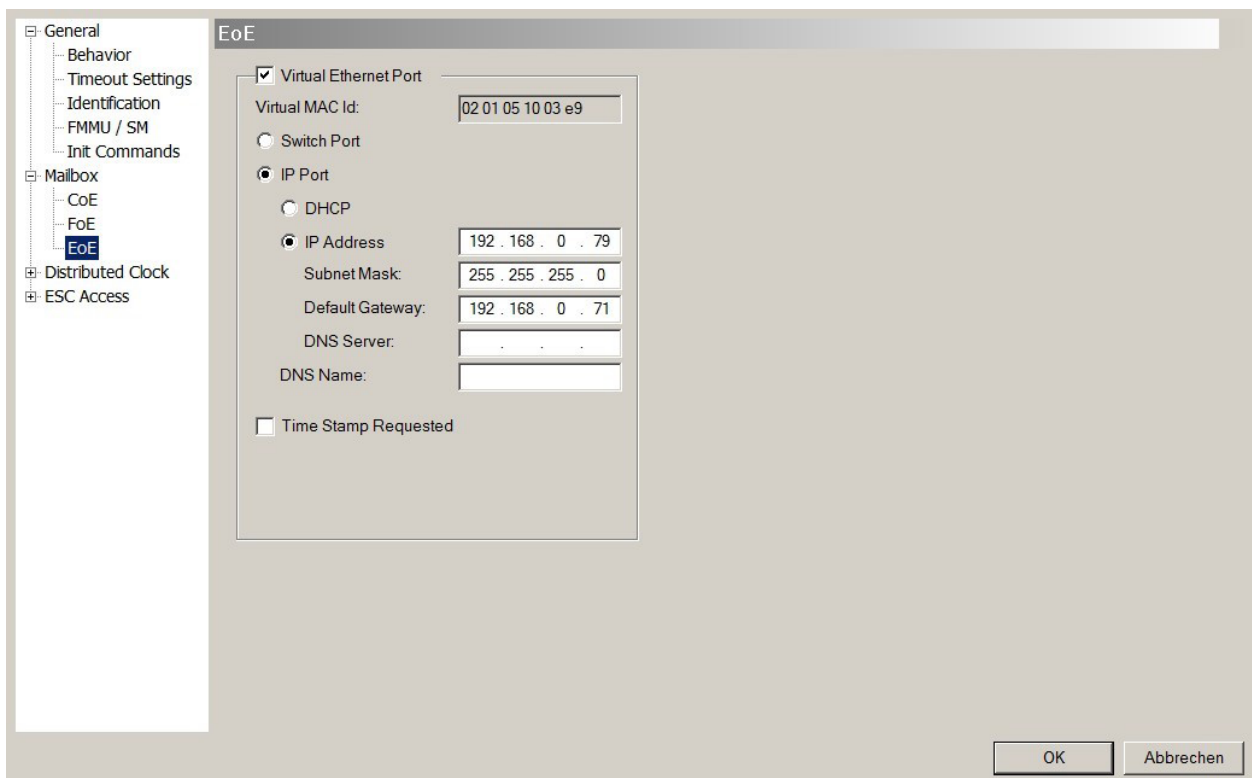 General
Behavior
Timeout Settings
Identification
FMMU / SM
Init Commands
Mailbox
CoE
FoE
EoE
Distributed Clock
ESC Access
EoE
Virtual Ethernet Port
Virtual MAC Id: 02 01 05 10 03 e9
Switch Port
IP Port
DHCP
IP Address 192 . 168 . 0 . 79
Subnet Mask: 255 . 255 . 255 . 0
Default Gateway: 192 . 168 . 0 . 71
DNS Server: . . .
DNS Name:
Time Stamp Requested
OK Abbrechen